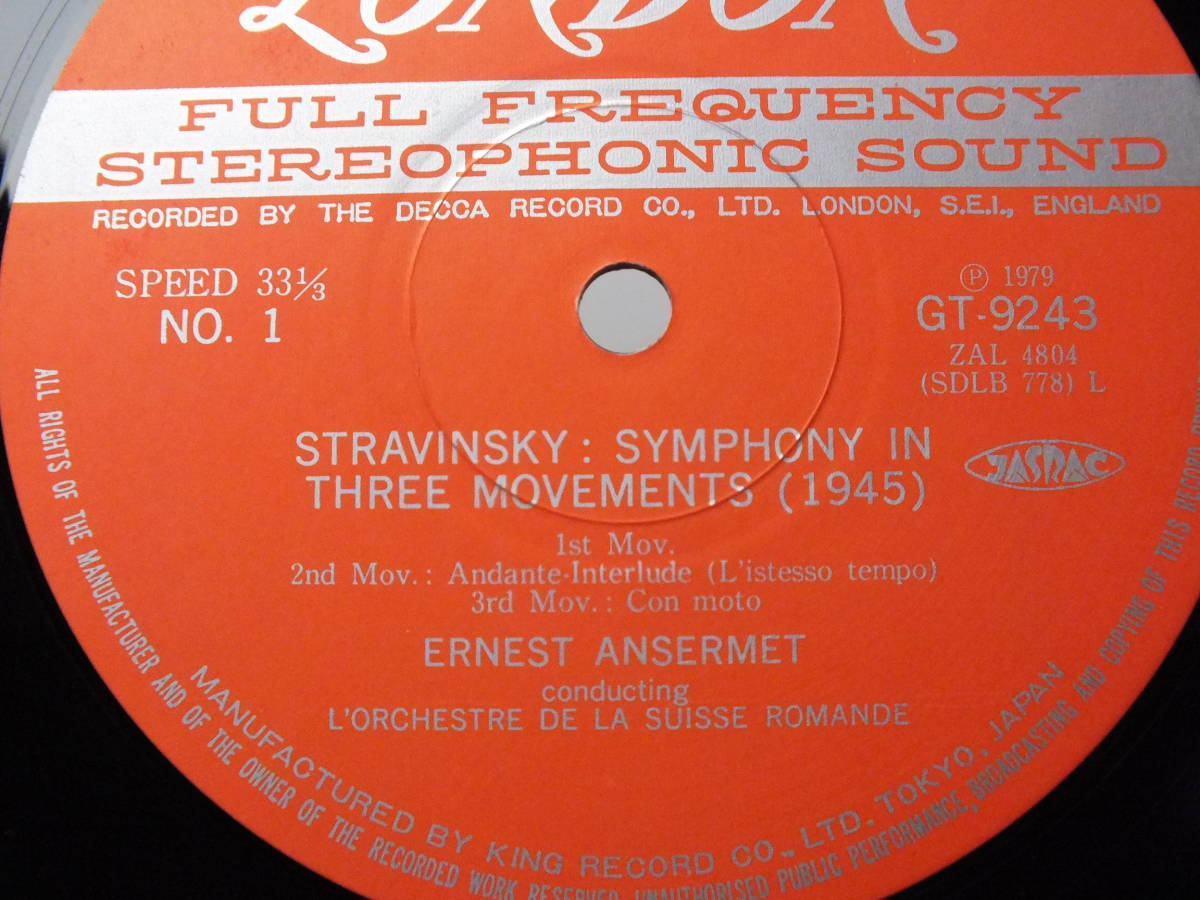 LONDON
FULL FREQUENCY
STEREOPHONIC SOUND
RECORDED BY THE DECCA RECORD CO., LTD. LONDON, S.E.I., ENGLAND
SPEED 33⅓
NO. 1
℗ 1979
GT-9243
ZAL 4804
(SDLB 778) L
STRAVINSKY : SYMPHONY IN
THREE MOVEMENTS (1945)
JASRAC
1st Mov.
2nd Mov. : Andante-Interlude (L'istesso tempo)
3rd Mov. : Con moto
ERNEST ANSERMET
conducting
L'ORCHESTRE DE LA SUISSE ROMANDE
MANUFACTURED BY KING RECORD CO., LTD. TOKYO. JAPAN
ALL RIGHTS OF THE MANUFACTURER AND OF THE OWNER OF THE RECORDED WORK RESERVED. UNAUTHORISED PUBLIC PERFORMANCE, BROADCASTING AND COPYING OF THIS RECORD